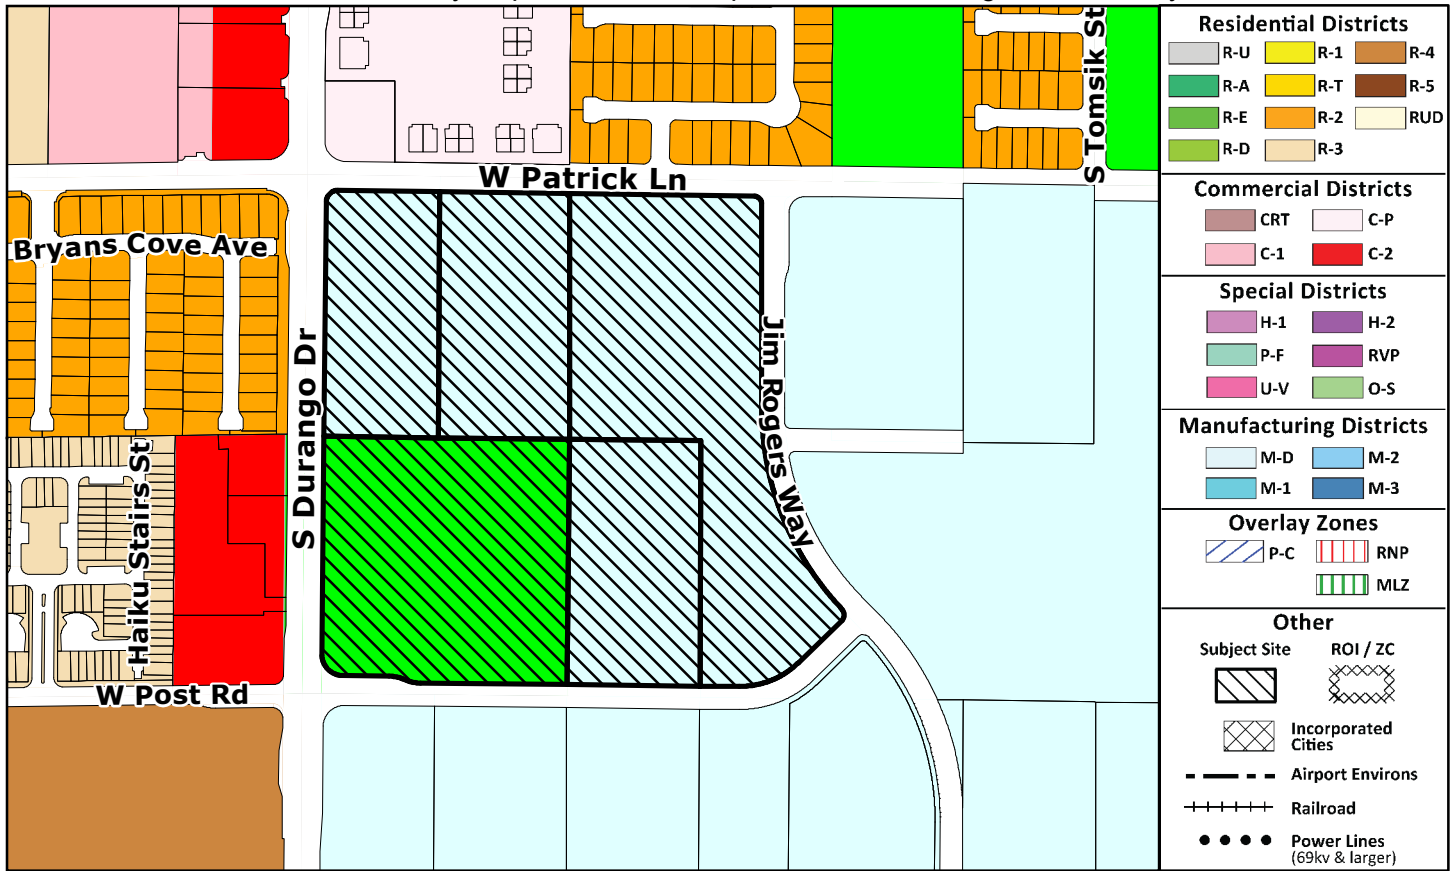 W Patrick Ln
S Tomsik St
Bryans Cove Ave
S Durango Dr
Jim Rogers Way
Haiku Stairs St
W Post Rd
Residential Districts
R-U
R-1
R-4
R-A
R-T
R-5
R-E
R-2
RUD
R-D
R-3
Commercial Districts
CRT
C-P
C-1
C-2
Special Districts
H-1
H-2
P-F
RVP
U-V
O-S
Manufacturing Districts
M-D
M-2
M-1
M-3
Overlay Zones
P-C
RNP
MLZ
Other
Subject Site
ROI / ZC
Incorporated
Cities
Airport Environs
Railroad
Power Lines
(69kv & larger)